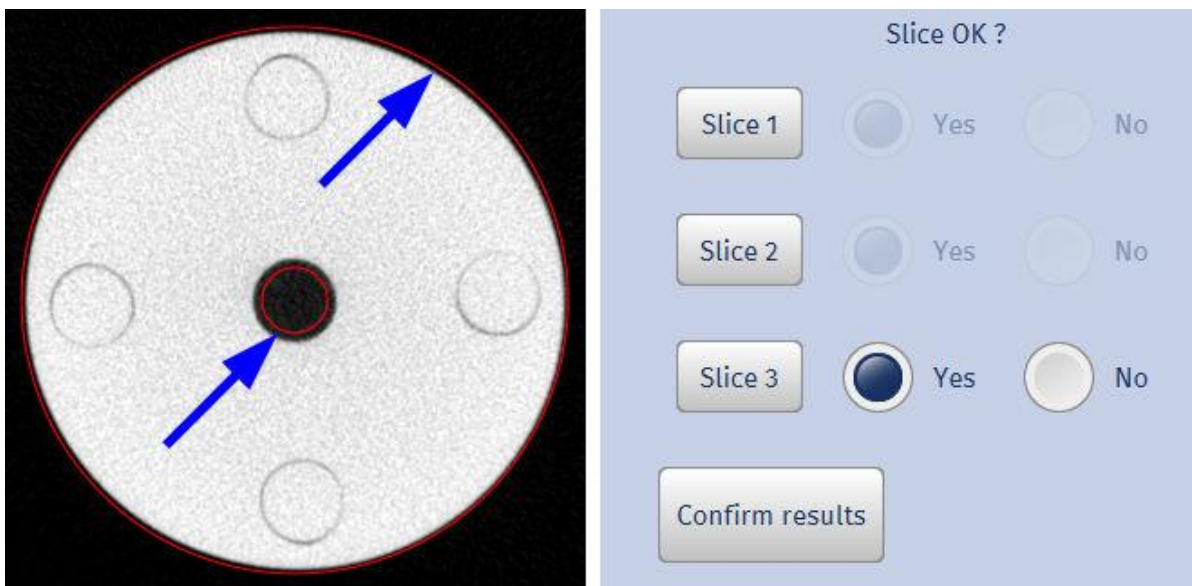 Slice OK ?
Slice 1 Yes No
Slice 2 Yes No
Slice 3 Yes No
Confirm results